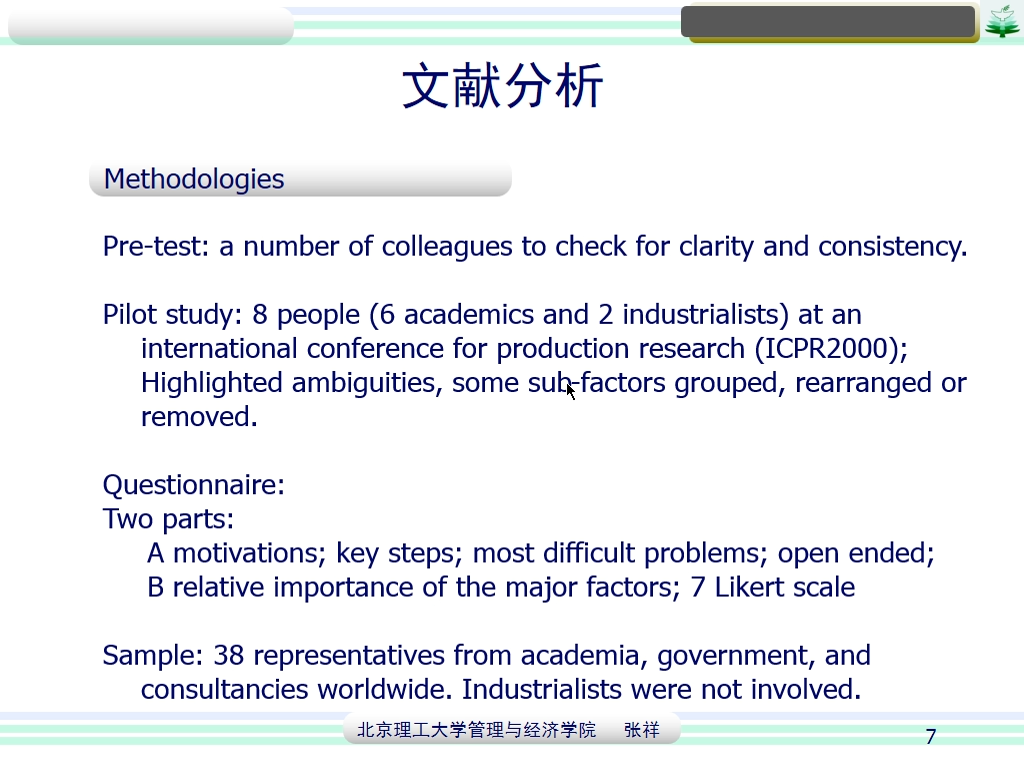 文献分析
Methodologies
Pre-test: a number of colleagues to check for clarity and consistency.
Pilot study: 8 people (6 academics and 2 industrialists) at an
international conference for production research (ICPR2000);
Highlighted ambiguities, some sub-factors grouped, rearranged or
removed.
Questionnaire:
Two parts:
A motivations; key steps; most difficult problems; open ended;
B relative importance of the major factors; 7 Likert scale
Sample: 38 representatives from academia, government, and
consultancies worldwide. Industrialists were not involved.
北京理工大学管理与经济学院 张祥
7